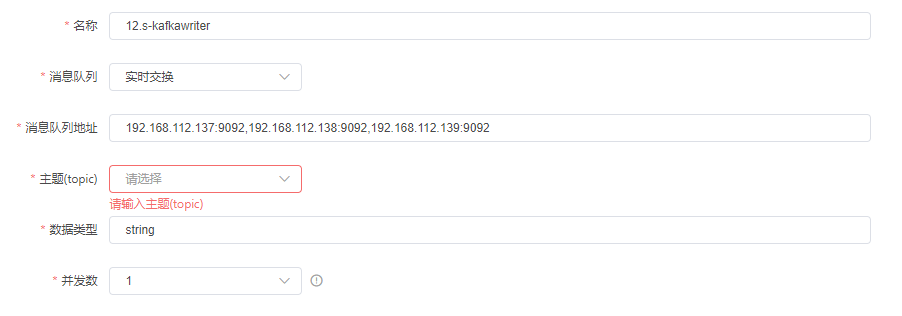 * 名称 12.s-kafkawriter
* 消息队列 实时交换
* 消息队列地址 192.168.112.137:9092,192.168.112.138:9092,192.168.112.139:9092
* 主题(topic) 请选择
请输入主题(topic)
* 数据类型 string
* 并发数 1